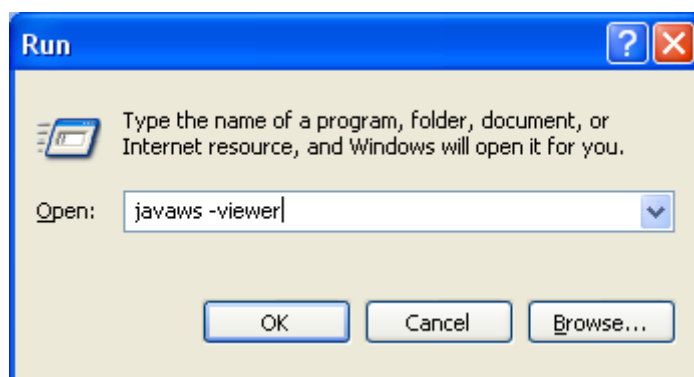 Run
Type the name of a program, folder, document, or
Internet resource, and Windows will open it for you.
Open: javaws -viewer
OK Cancel Browse...